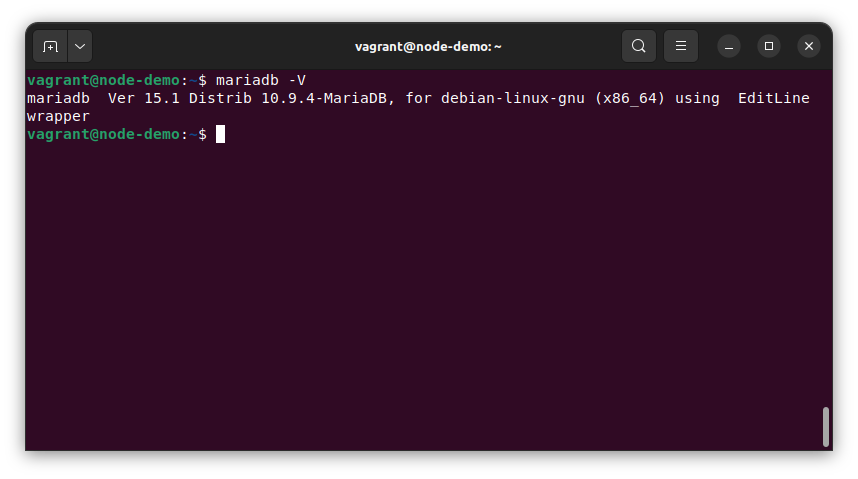 vagrant@node-demo: ~
vagrant@node-demo:~$ mariadb -V
mariadb  Ver 15.1 Distrib 10.9.4-MariaDB, for debian-linux-gnu (x86_64) using  EditLine
wrapper
vagrant@node-demo:~$